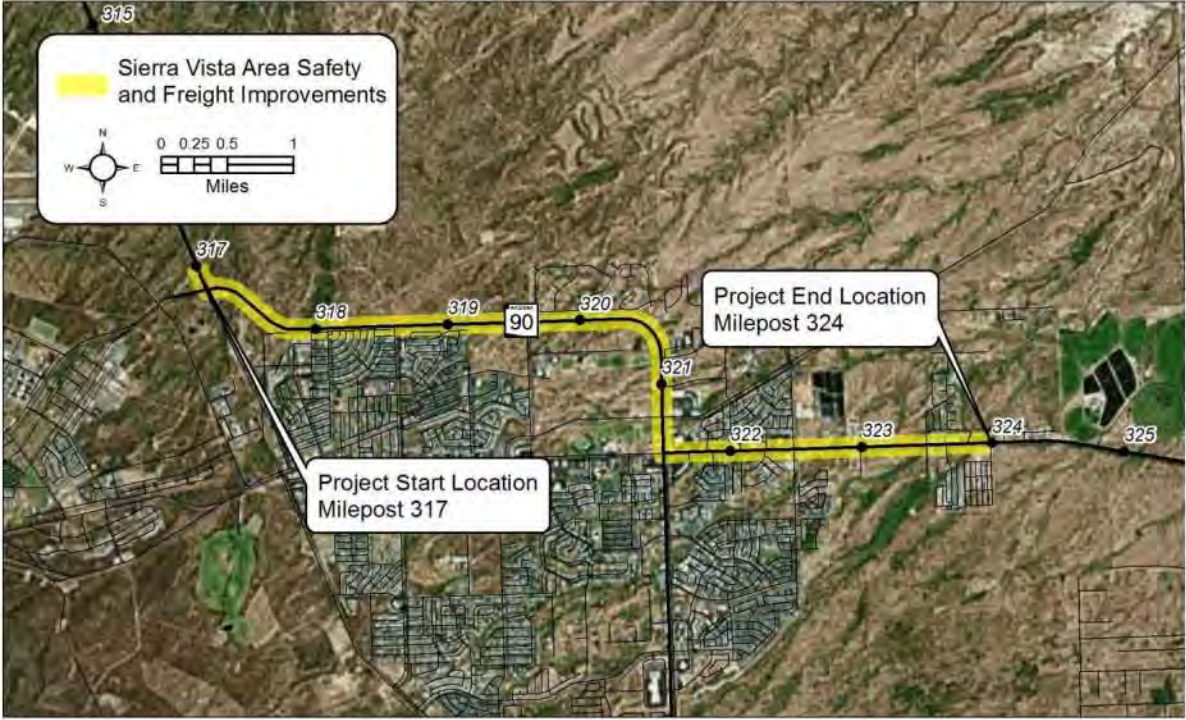 315
Sierra Vista Area Safety
and Freight Improvements
N
W E
S
0 0.25 0.5 1
Miles
317
318
319
ARIZONA
90
320
Project End Location
Milepost 324
321
322
323
324
325
Project Start Location
Milepost 317